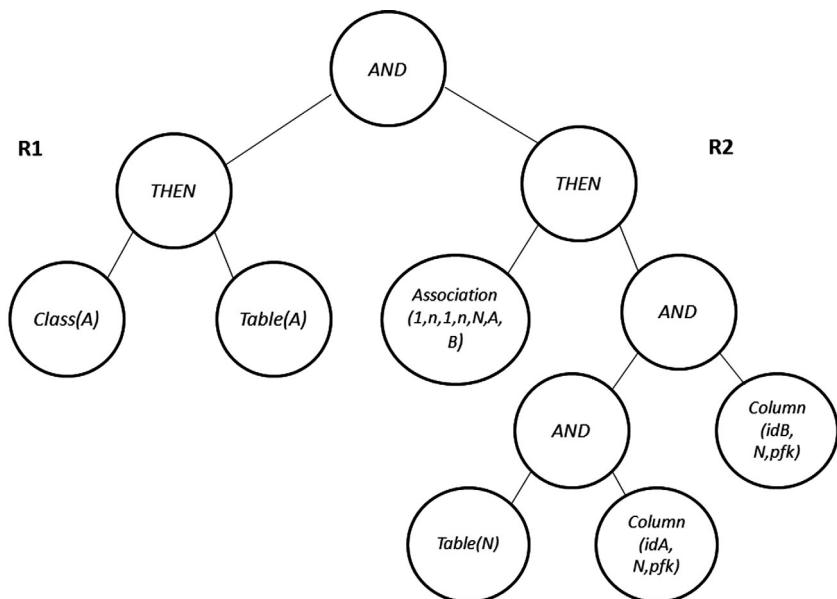 AND
R1
R2
THEN
THEN
Class(A)
Table(A)
Association
(1,n,1,n,N,A,
B)
AND
AND
Column
(idB,
N,pfk)
Table(N)
Column
(idA,
N,pfk)